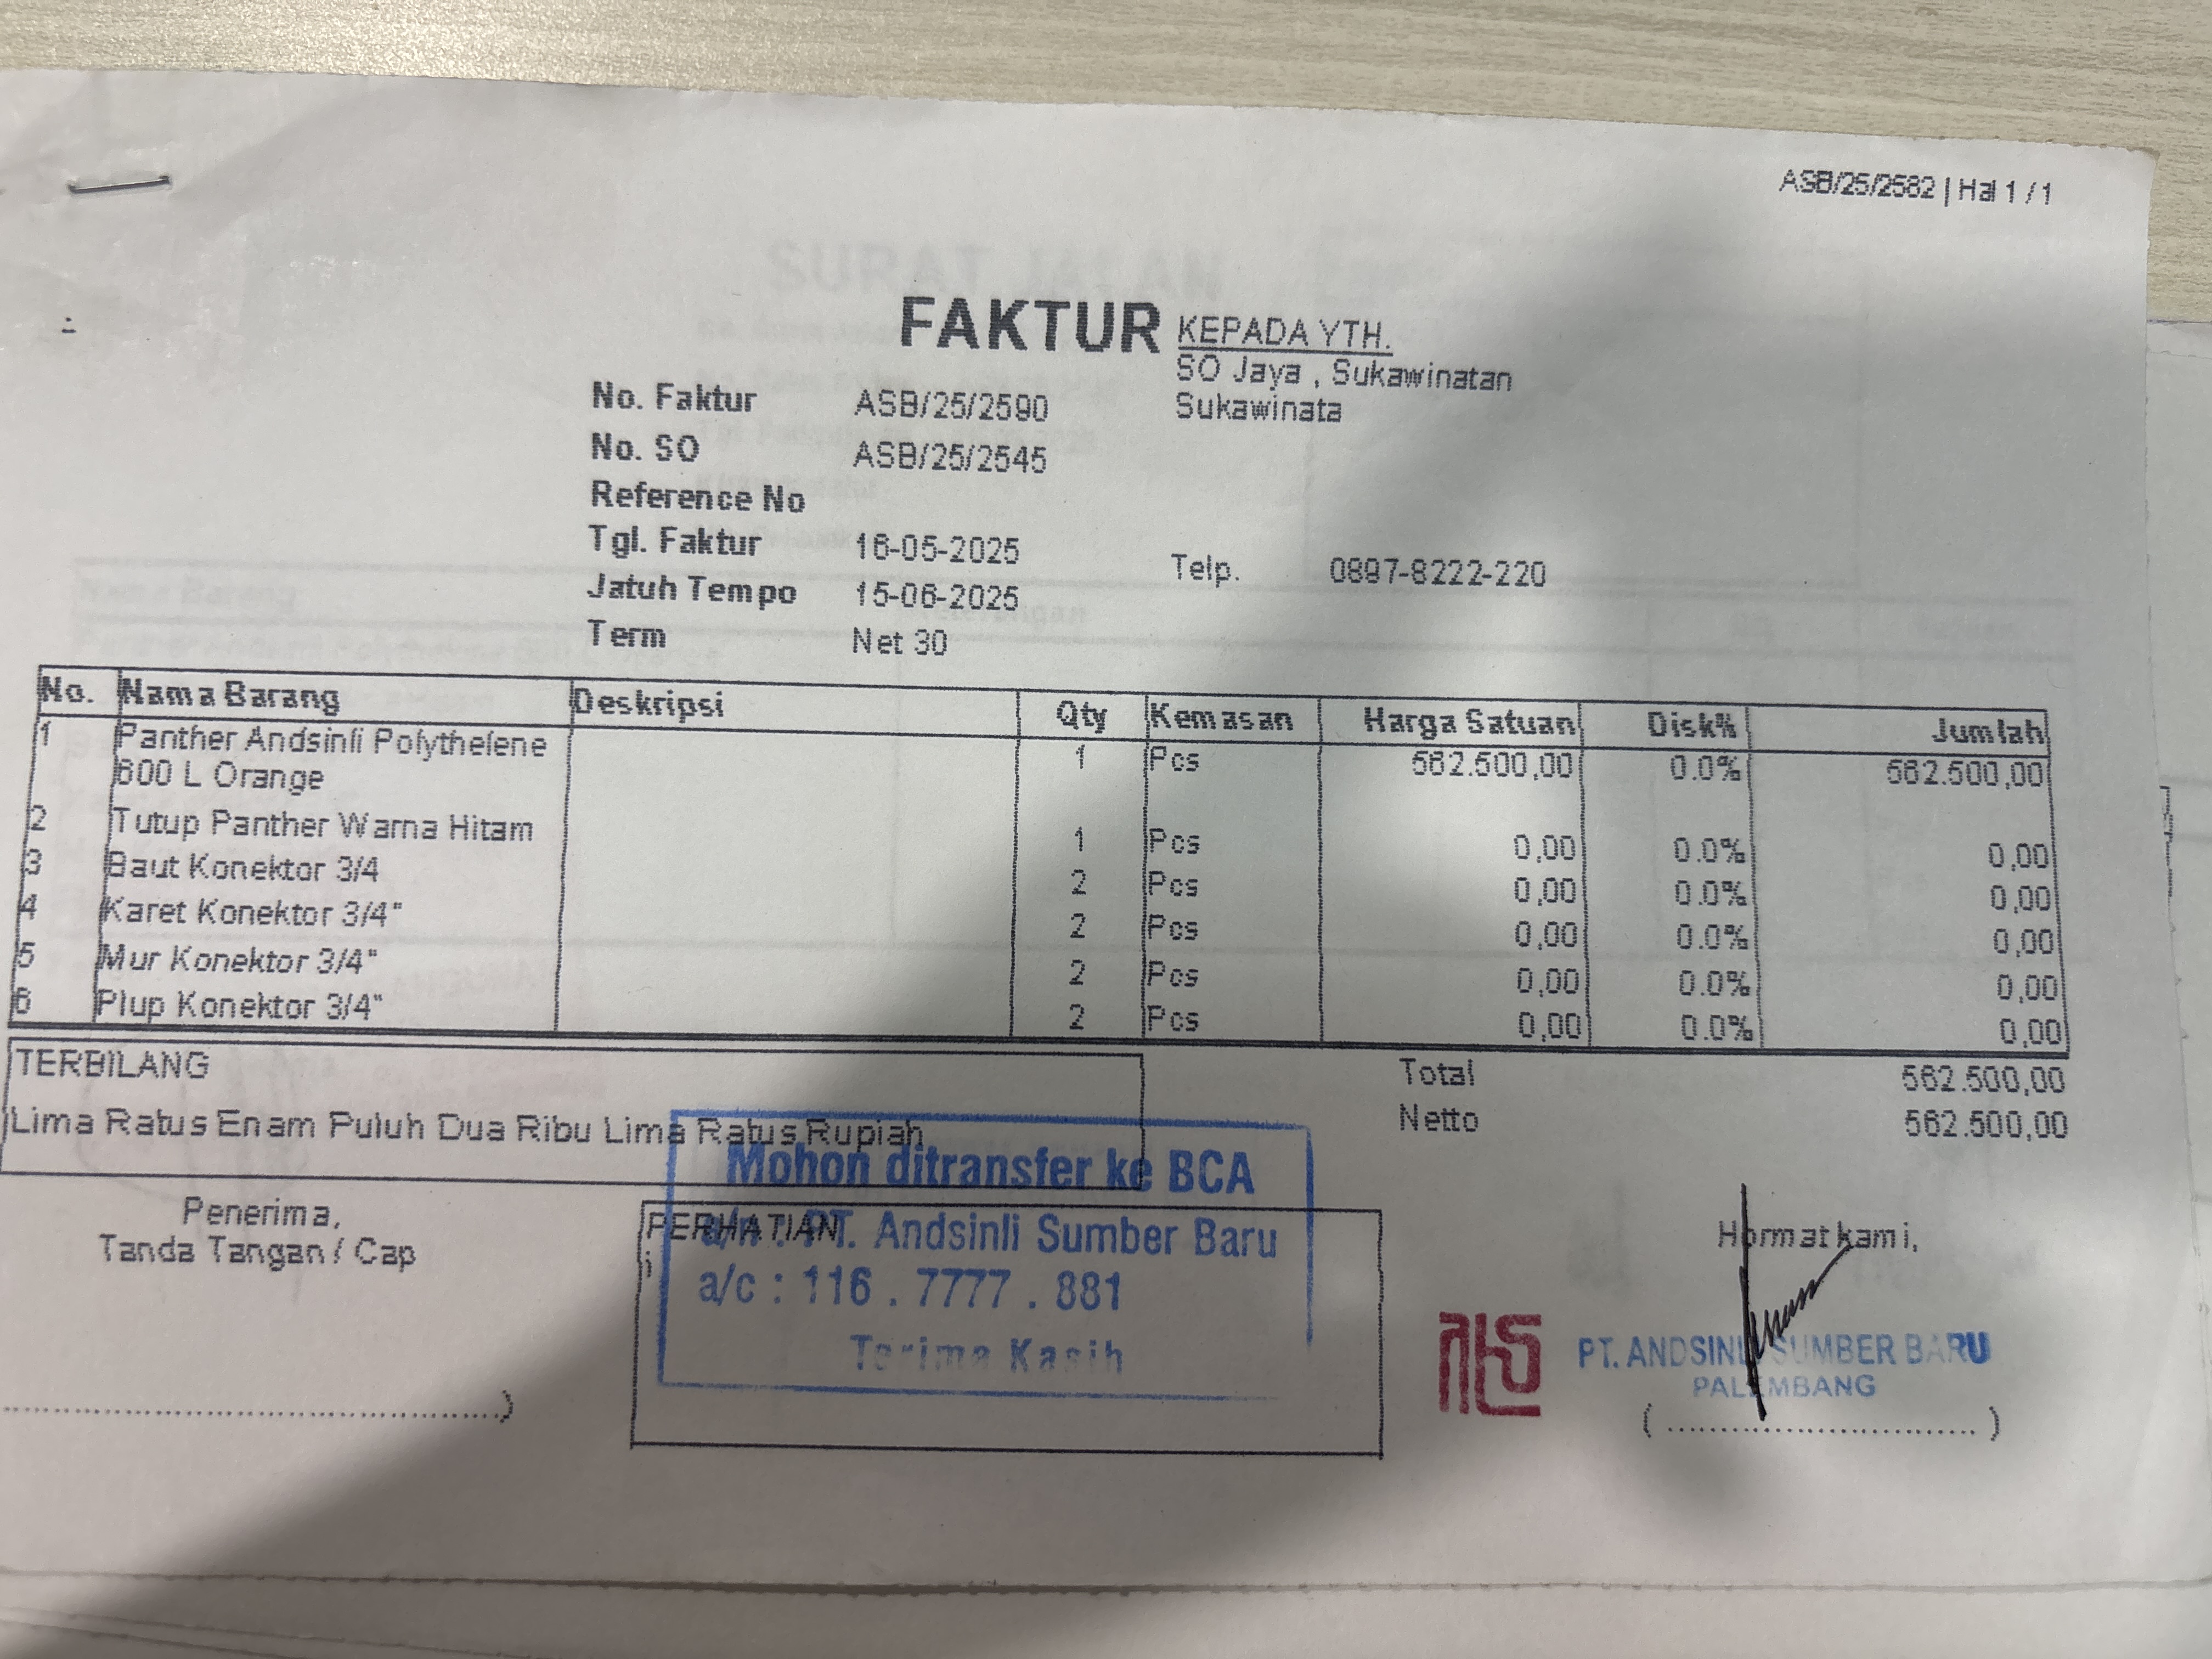 ASB/25/2582 | Hal 1 / 1
FAKTUR
KEPADA YTH.
SO Jaya , Sukawinatan
Sukawinata
No. Faktur ASB/25/2590
No. SO ASB/25/2545
Reference No
Tgl. Faktur 16-05-2025
Telp. 0897-8222-220
Jatuh Tempo 15-06-2025
Term Net 30
No. Nama Barang Deskripsi Qty Kemasan Harga Satuan Disk% Jumlah
1 Panther Andsinli Polythelene 1 Pcs 562.500,00 0.0% 562.500,00
600 L Orange
2 Tutup Panther Warna Hitam 1 Pcs 0,00 0.0% 0,00
3 Baut Konektor 3/4 2 Pcs 0,00 0.0% 0,00
4 Karet Konektor 3/4" 2 Pcs 0,00 0.0% 0,00
5 Mur Konektor 3/4" 2 Pcs 0,00 0.0% 0,00
6 Plup Konektor 3/4" 2 Pcs 0,00 0.0% 0,00
TERBILANG
Lima Ratus Enam Puluh Dua Ribu Lima Ratus Rupiah
Total 562.500,00
Netto 562.500,00
Penerima,
Tanda Tangan / Cap
PERHATIAN
Mohon ditransfer ke BCA
a/n : PT. Andsinli Sumber Baru
a/c : 116 . 7777 . 881
Terima Kasih
Hormat kami,
PT. ANDSINLI SUMBER BARU
PALEMBANG
SURAT JALAN
Nama Barang